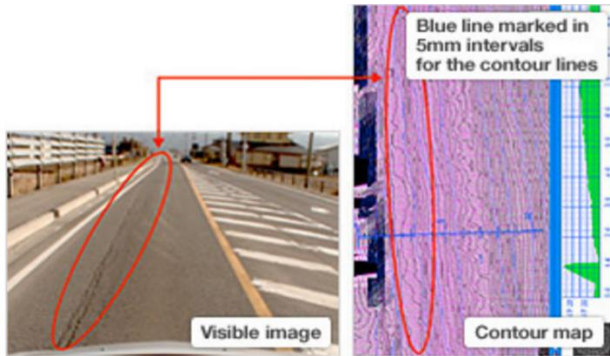 Blue line marked in
5mm intervals
for the contour lines
Visible image
Contour map